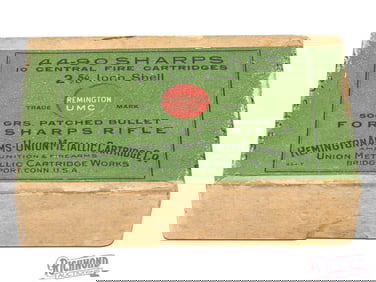 44-90 SHARPS
10 CENTRAL FIRE CARTRIDGES
2 5/8 Inch Shell
TRADE REMINGTON UMC MARK
GRS. PATCHED BULLET
FOR SHARPS RIFLE
REMINGTON ARMS-UNION METALLIC CARTRIDGE CO.
AMMUNITION & FIREARMS
UNION METALLIC CARTRIDGE WORKS
BRIDGEPORT CONN. U.S.A.
RICHMOND
AUCTIONS